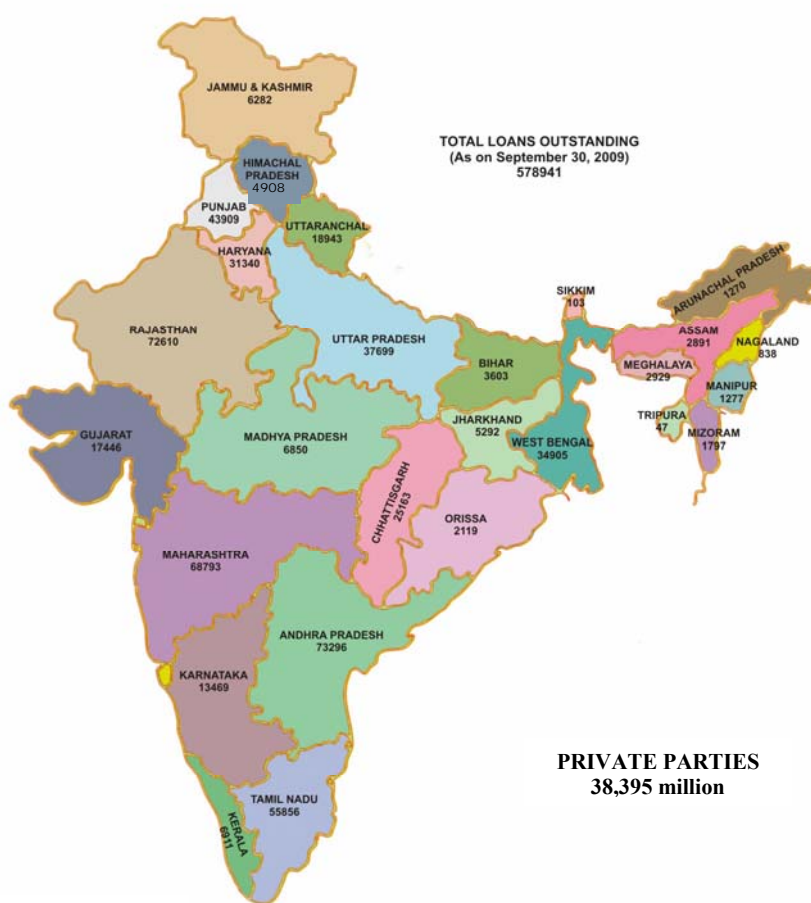 JAMMU & KASHMIR
6282
TOTAL LOANS OUTSTANDING
(As on September 30, 2009)
578941
HIMACHAL
PRADESH
4908
PUNJAB
43909
UTTARANCHAL
18943
HARYANA
31340
RAJASTHAN
72610
UTTAR PRADESH
37699
BIHAR
3603
SIKKIM
103
ARUNACHAL PRADESH
1270
ASSAM
2891
NAGALAND
838
MEGHALAYA
2929
MANIPUR
1277
TRIPURA
47
MIZORAM
1797
GUJARAT
17446
MADHYA PRADESH
6850
JHARKHAND
5292
WEST BENGAL
34905
CHHATTISGARH
25163
ORISSA
2119
MAHARASHTRA
68793
ANDHRA PRADESH
73296
KARNATAKA
13469
PRIVATE PARTIES
38,395 million
TAMIL NADU
55856
KERALA
6911